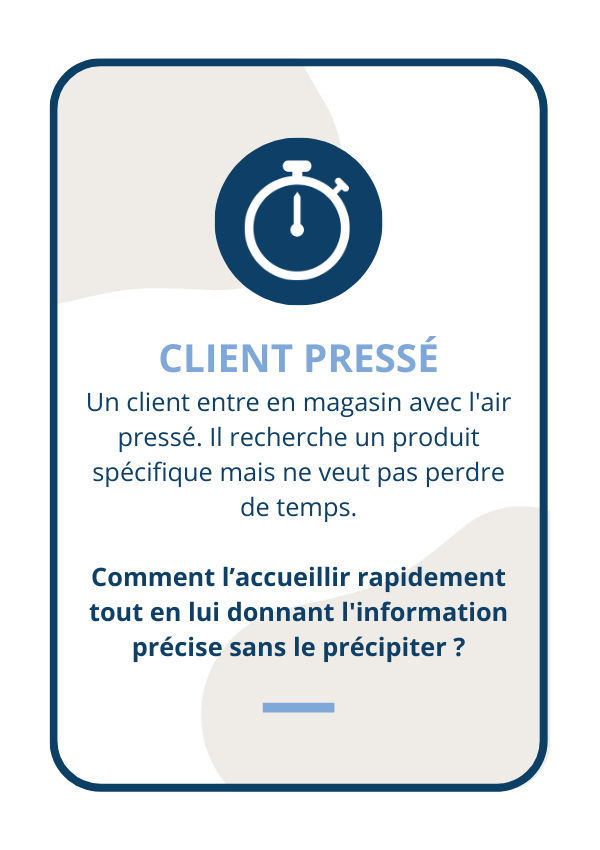 CLIENT PRESSÉ
Un client entre en magasin avec l'air
pressé. Il recherche un produit
spécifique mais ne veut pas perdre
de temps.
Comment l’accueillir rapidement
tout en lui donnant l'information
précise sans le précipiter ?